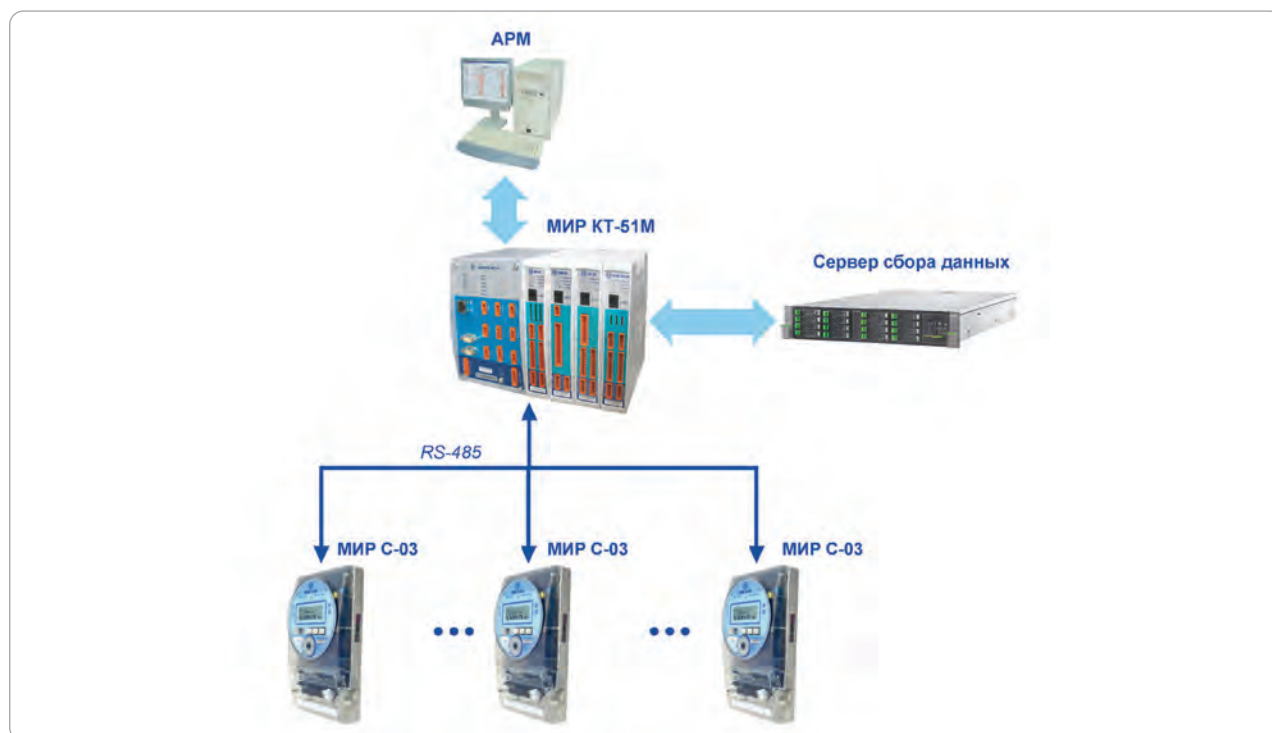 АРМ
МИР КТ-51М
Сервер сбора данных
RS-485
МИР С-03
МИР С-03
МИР С-03